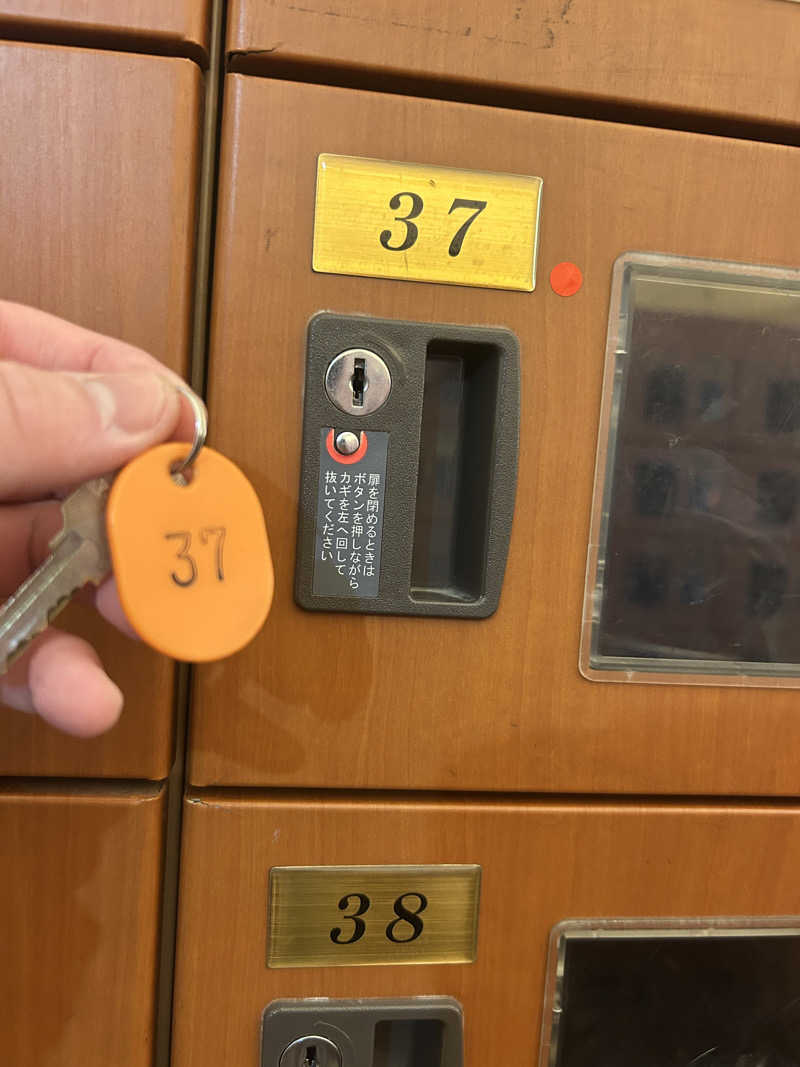 37
扉を閉めるときは
ボタンを押しながら
カギを左へ回して
抜いてください
37
38